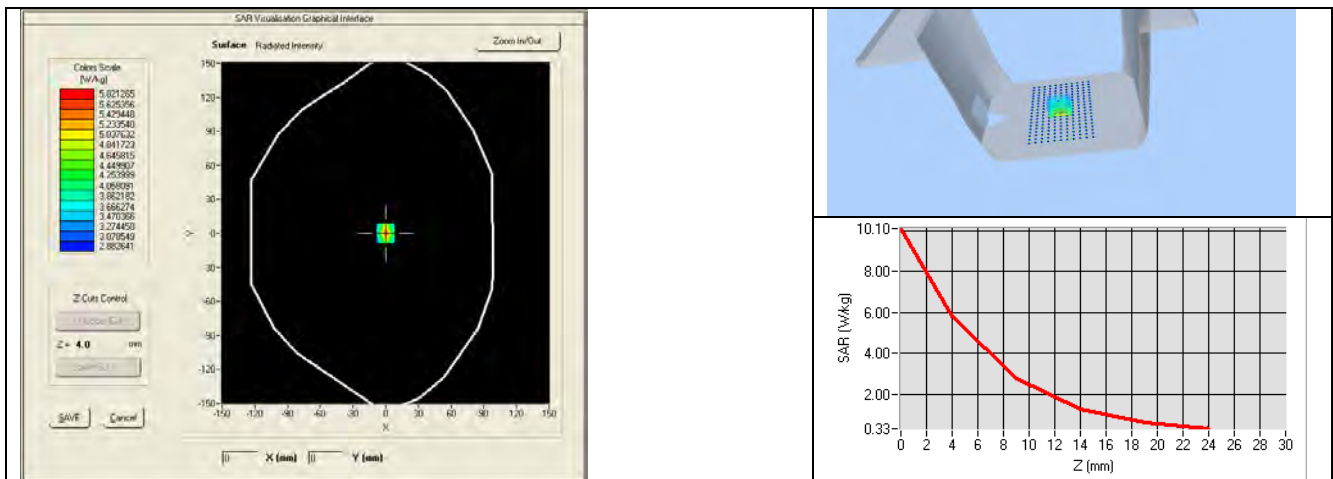 SAR Visualisation Graphical Interface
Surface Radiated Intensity
Zoom In/Out
Colors Scale
(W/kg)
5.821265
5.625356
5.429448
5.233540
5.037632
4.841723
4.645815
4.449907
4.253999
4.058091
3.862182
3.666274
3.470366
3.274458
3.078549
2.882641
150
120
90
60
30
0
-30
-60
-90
-120
-150
Y
-150 -120 -90 -60 -30 0 30 60 90 120 150
X
Z Cuts Control
Z = 4.0 mm
SAVE Cancel
0 X (mm) 0 Y (mm)
10.10
8.00
6.00
4.00
2.00
0.33
SAR (W/kg)
0 2 4 6 8 10 12 14 16 18 20 22 24 26 28 30
Z (mm)